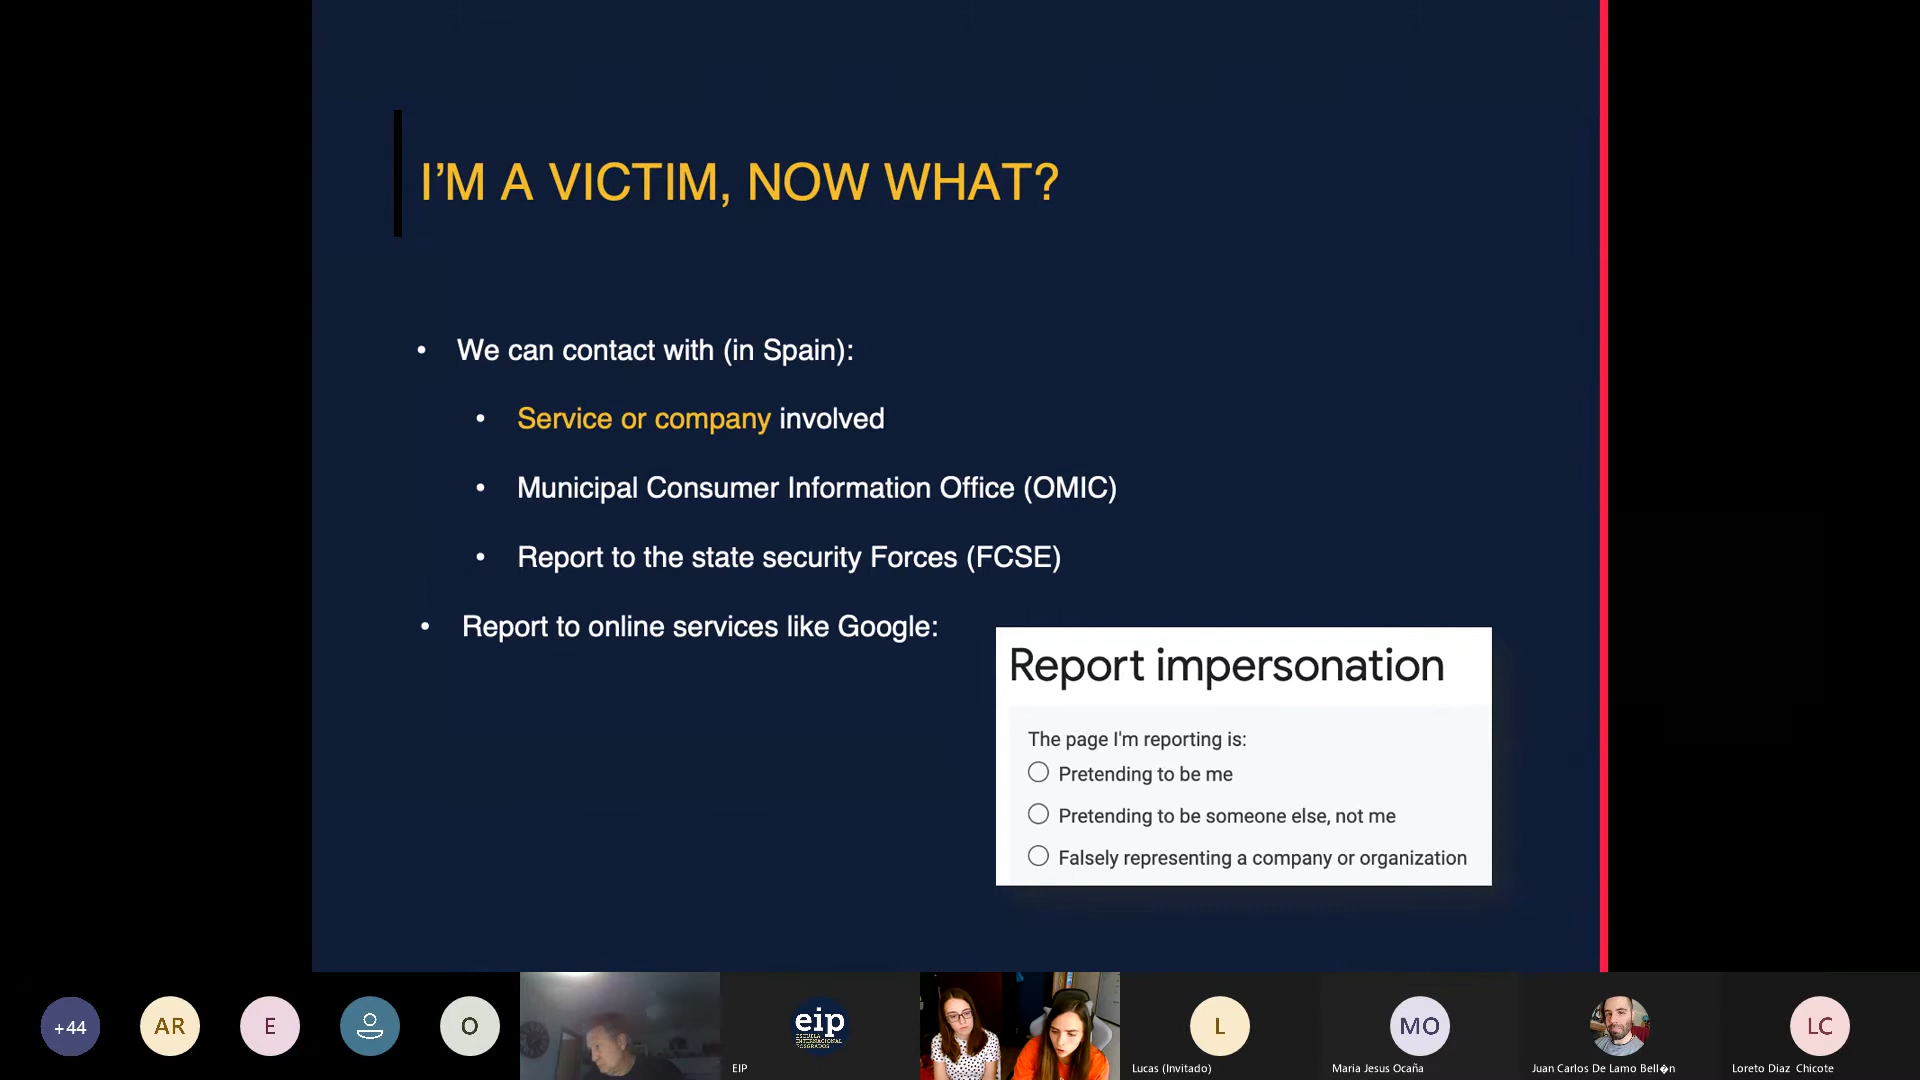 I'M A VICTIM, NOW WHAT?
• We can contact with (in Spain):
• Service or company involved
• Municipal Consumer Information Office (OMIC)
• Report to the state security Forces (FCSE)
• Report to online services like Google:
Report impersonation
The page I'm reporting is:
Pretending to be me
Pretending to be someone else, not me
Falsely representing a company or organization
+44
AR
E
O
eip
ESCUELA
INTERNACIONAL
POSGRADOS
EIP
L
Lucas (Invitado)
MO
Maria Jesus Ocaña
Juan Carlos De Lamo Bell�n
LC
Loreto Diaz Chicote